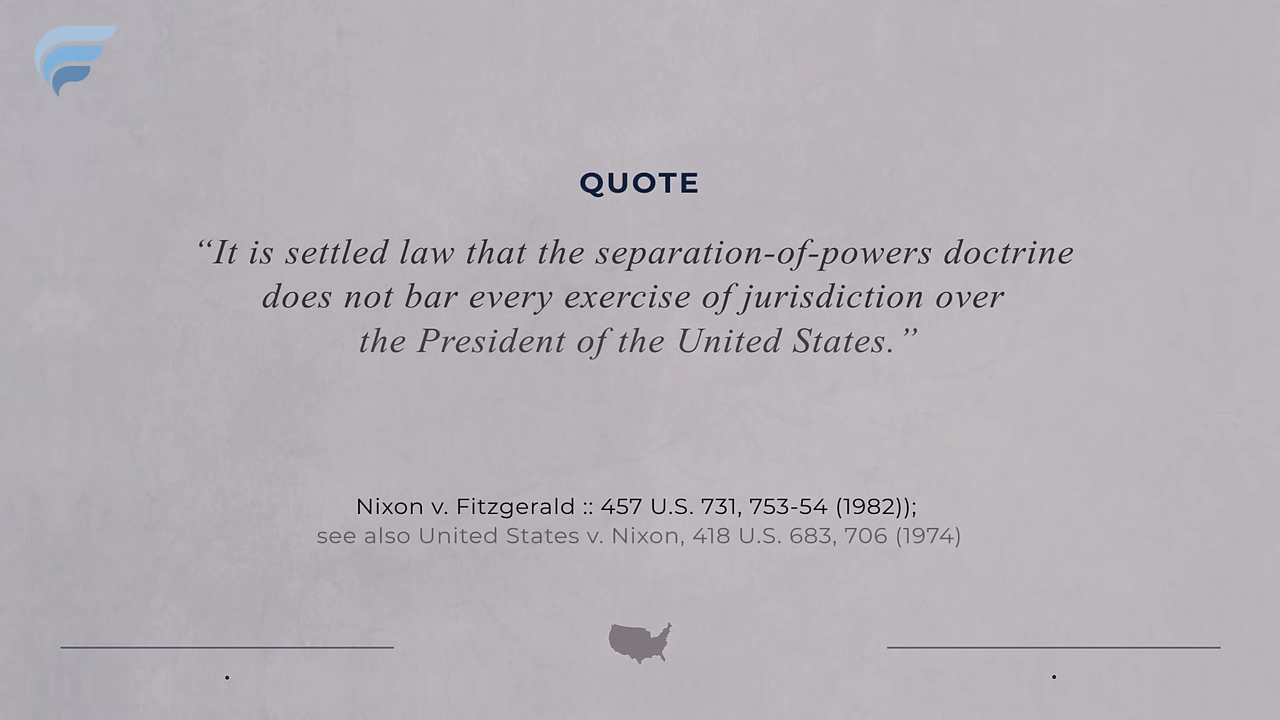 QUOTE
“It is settled law that the separation-of-powers doctrine
does not bar every exercise of jurisdiction over
the President of the United States.”
Nixon v. Fitzgerald :: 457 U.S. 731, 753-54 (1982));
see also United States v. Nixon, 418 U.S. 683, 706 (1974)